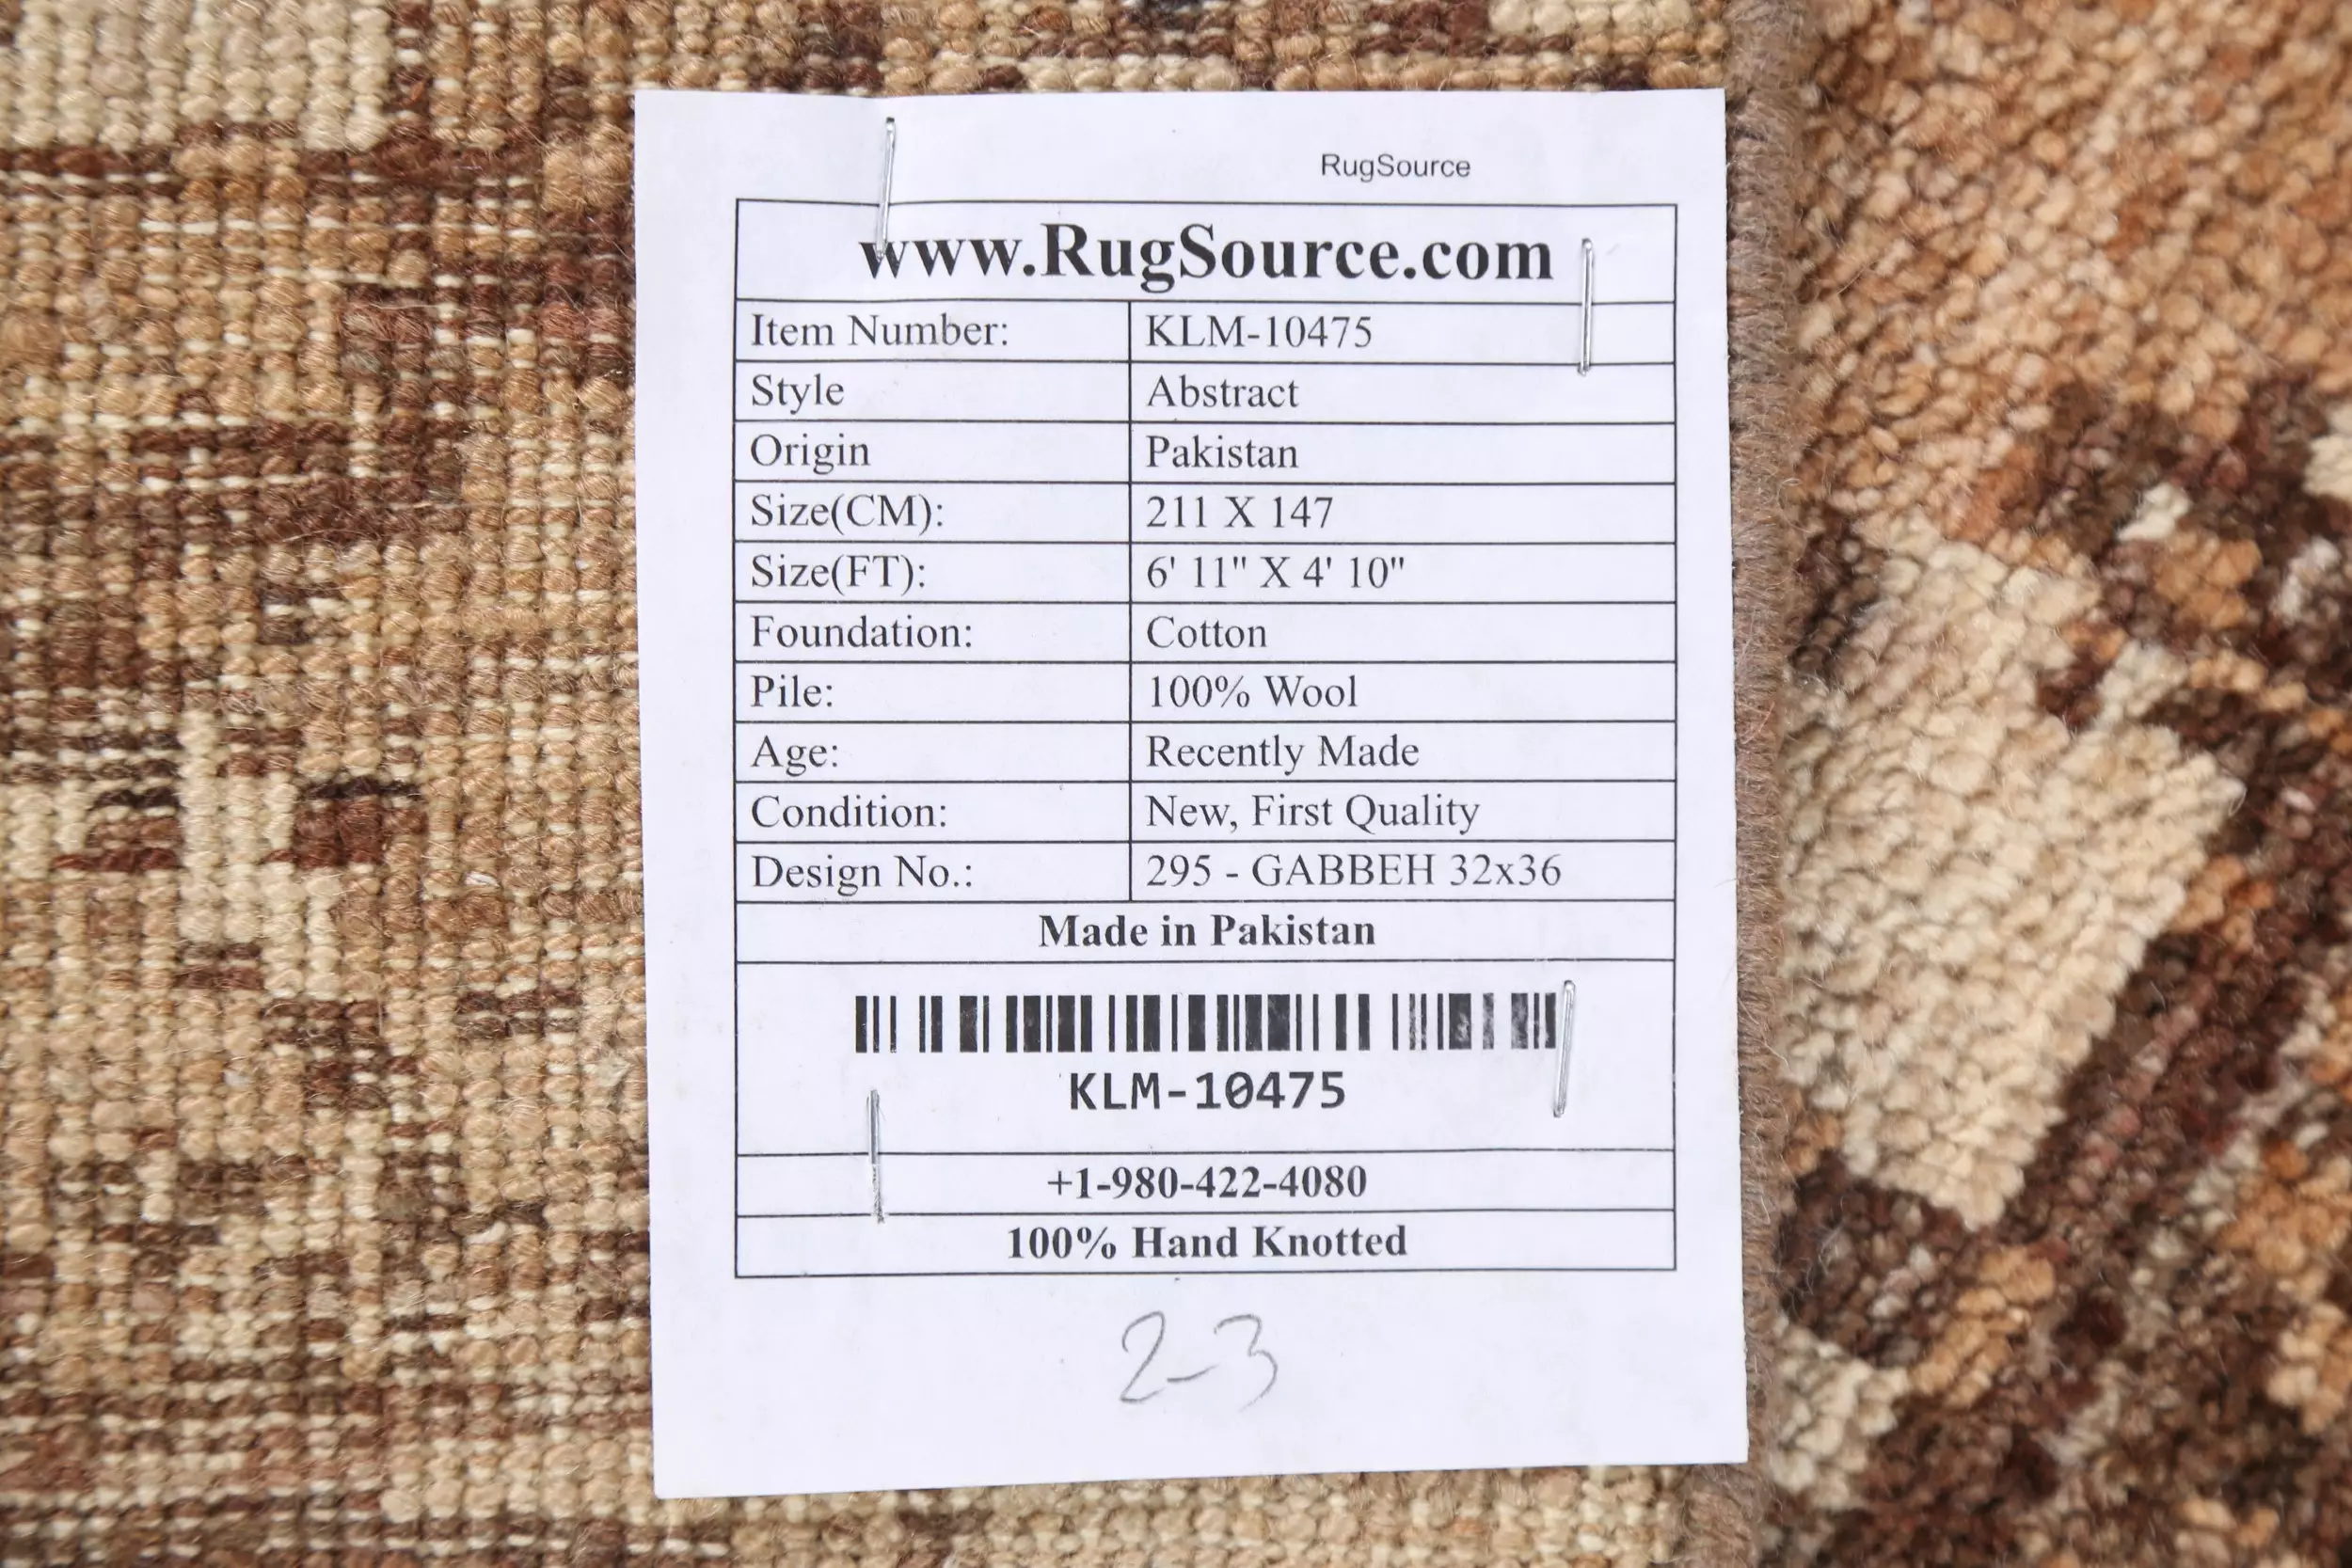 RugSource
www.RugSource.com
Item Number: KLM-10475
Style Abstract
Origin Pakistan
Size(CM): 211 X 147
Size(FT): 6' 11" X 4' 10"
Foundation: Cotton
Pile: 100% Wool
Age: Recently Made
Condition: New, First Quality
Design No.: 295 - GABBEH 32x36
Made in Pakistan
KLM-10475
+1-980-422-4080
100% Hand Knotted
2-3